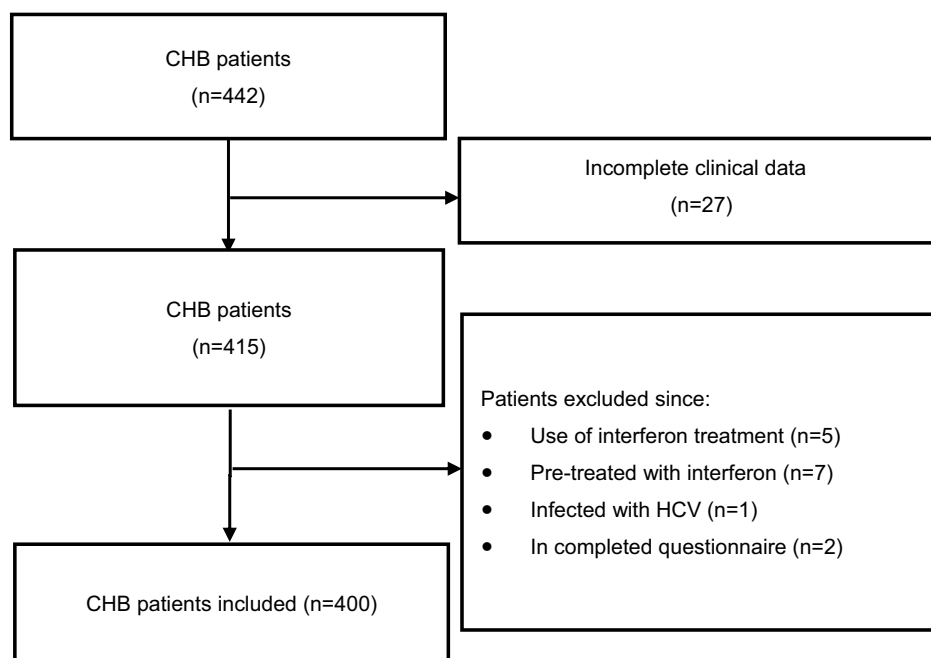 CHB patients
(n=442)
Incomplete clinical data
(n=27)
CHB patients
(n=415)
Patients excluded since:
● Use of interferon treatment (n=5)
● Pre-treated with interferon (n=7)
● Infected with HCV (n=1)
● In completed questionnaire (n=2)
CHB patients included (n=400)